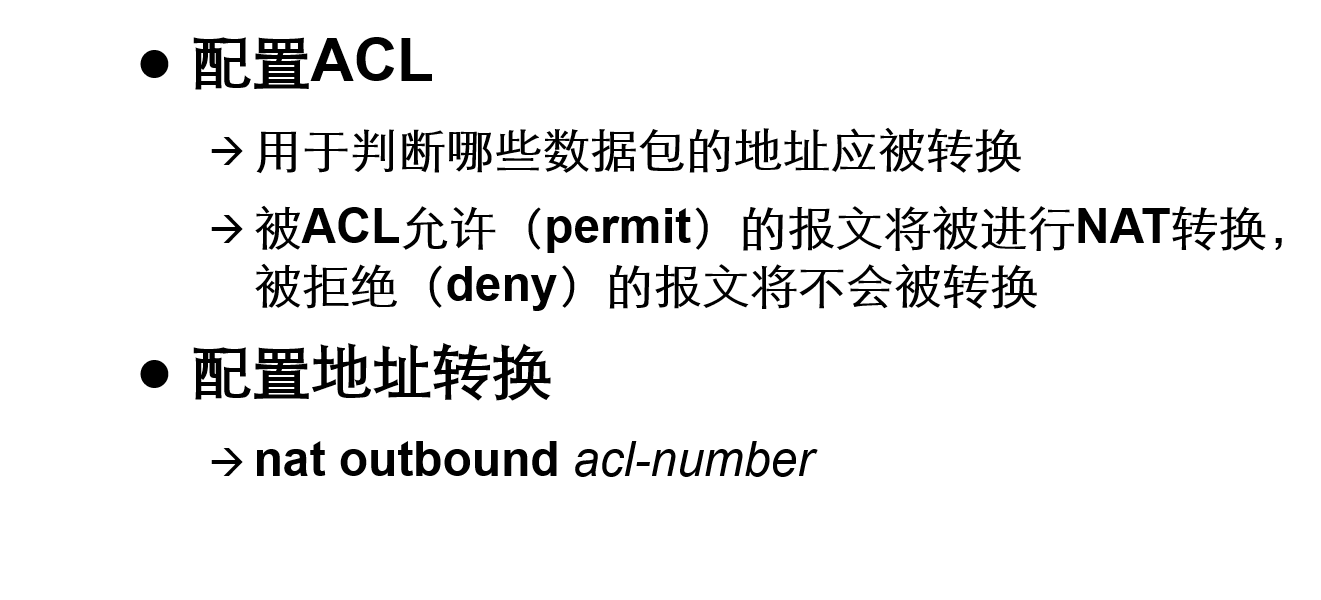 ● 配置ACL
→ 用于判断哪些数据包的地址应被转换
→ 被ACL允许（permit）的报文将被进行NAT转换，
被拒绝（deny）的报文将不会被转换
● 配置地址转换
→ nat outbound acl-number